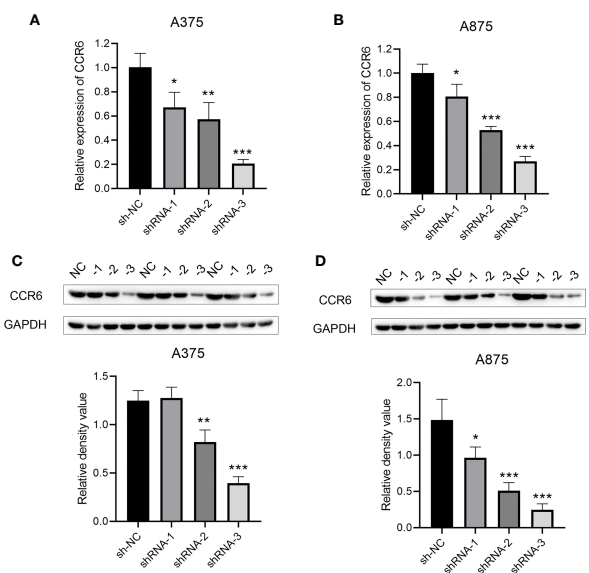 A
A375
Relative expression of CCR6
1.2
1.0
0.8
0.6
0.4
0.2
0.0
*
**
***
sh-NC
shRNA-1
shRNA-2
shRNA-3
B
A875
Relative expression of CCR6
1.2
1.0
0.8
0.6
0.4
0.2
0.0
*
***
***
sh-NC
shRNA-1
shRNA-2
shRNA-3
C
NC -1 -2 -3 NC -1 -2 -3 NC -1 -2 -3
CCR6
GAPDH
A375
Relative density value
1.5
1.0
0.5
0.0
**
***
sh-NC
shRNA-1
shRNA-2
shRNA-3
D
NC -1 -2 -3 NC -1 -2 -3 NC -1 -2 -3
CCR6
GAPDH
A875
Relative density value
2.0
1.5
1.0
0.5
0.0
*
***
***
sh-NC
shRNA-1
shRNA-2
shRNA-3